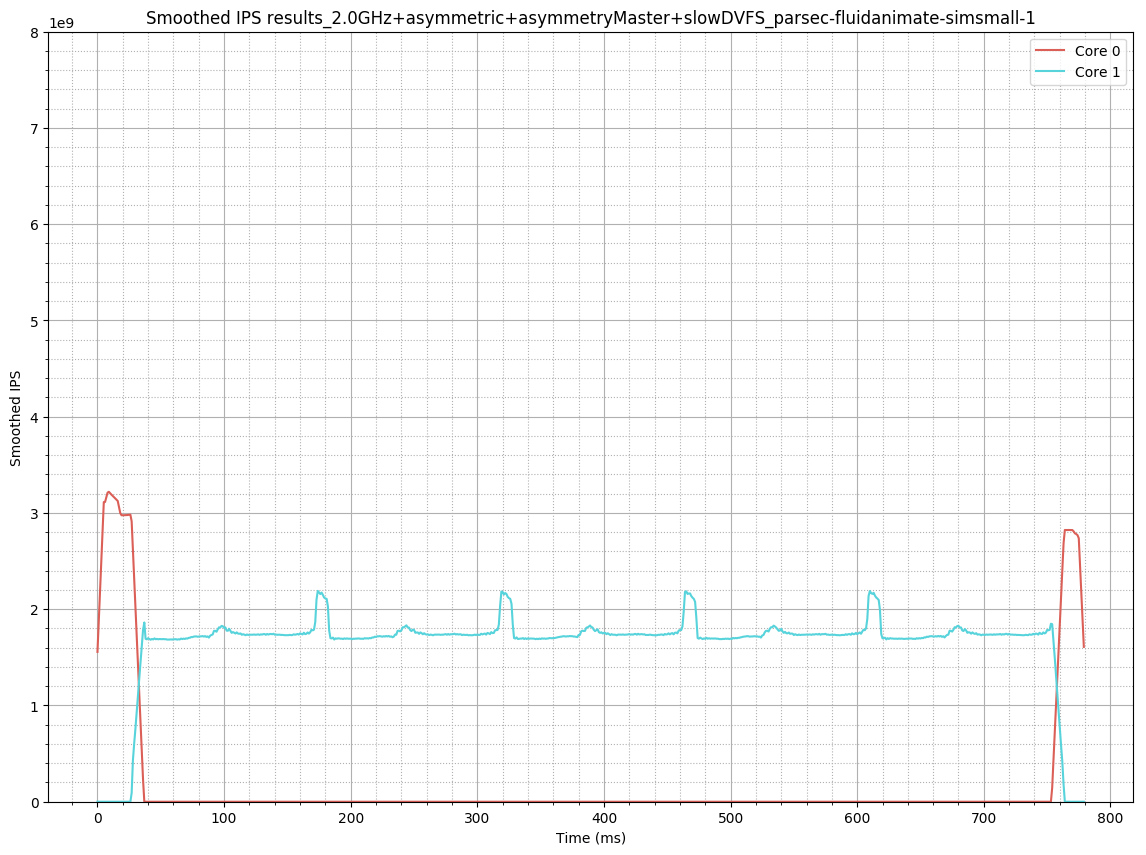 Smoothed IPS results_2.0GHz+asymmetric+asymmetryMaster+slowDVFS_parsec-fluidanimate-simsmall-1
1e9
8
7
6
5
4
3
2
1
0
Smoothed IPS
Core 0
Core 1
0 100 200 300 400 500 600 700 800
Time (ms)